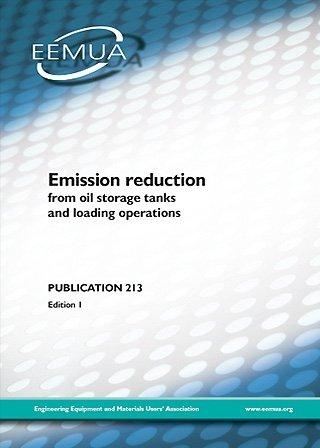 EEMUA
Emission reduction
from oil storage tanks
and loading operations
PUBLICATION 213
Edition 1
Engineering Equipment and Materials Users' Association
www.eemua.org